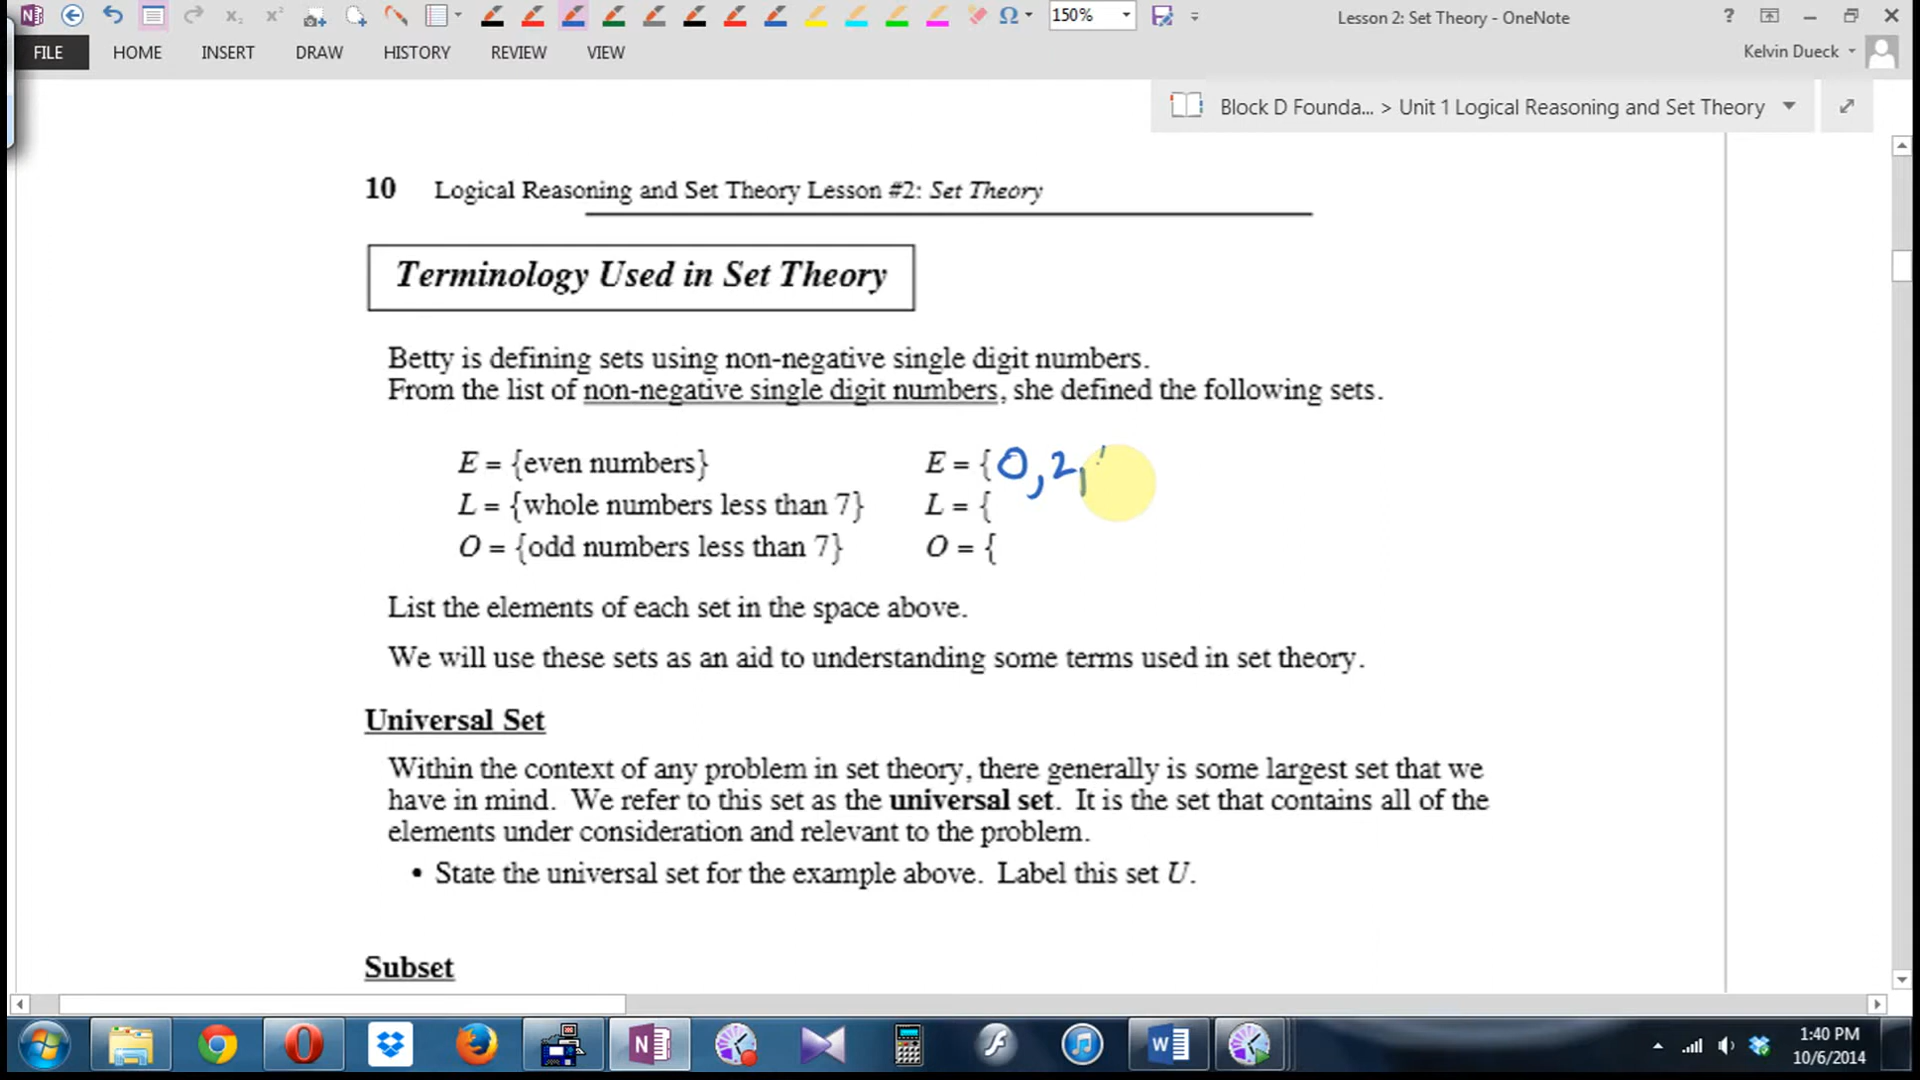 150%
Lesson 2: Set Theory - OneNote
?
FILE HOME INSERT DRAW HISTORY REVIEW VIEW
Kelvin Dueck
Block D Founda... > Unit 1 Logical Reasoning and Set Theory
10 Logical Reasoning and Set Theory Lesson #2: Set Theory
Terminology Used in Set Theory
Betty is defining sets using non-negative single digit numbers.
From the list of non-negative single digit numbers, she defined the following sets.
E = {even numbers} E = { 0, 2,
L = {whole numbers less than 7} L = {
O = {odd numbers less than 7} O = {
List the elements of each set in the space above.
We will use these sets as an aid to understanding some terms used in set theory.
Universal Set
Within the context of any problem in set theory, there generally is some largest set that we
have in mind. We refer to this set as the universal set. It is the set that contains all of the
elements under consideration and relevant to the problem.
• State the universal set for the example above. Label this set U.
Subset
1:40 PM
10/6/2014